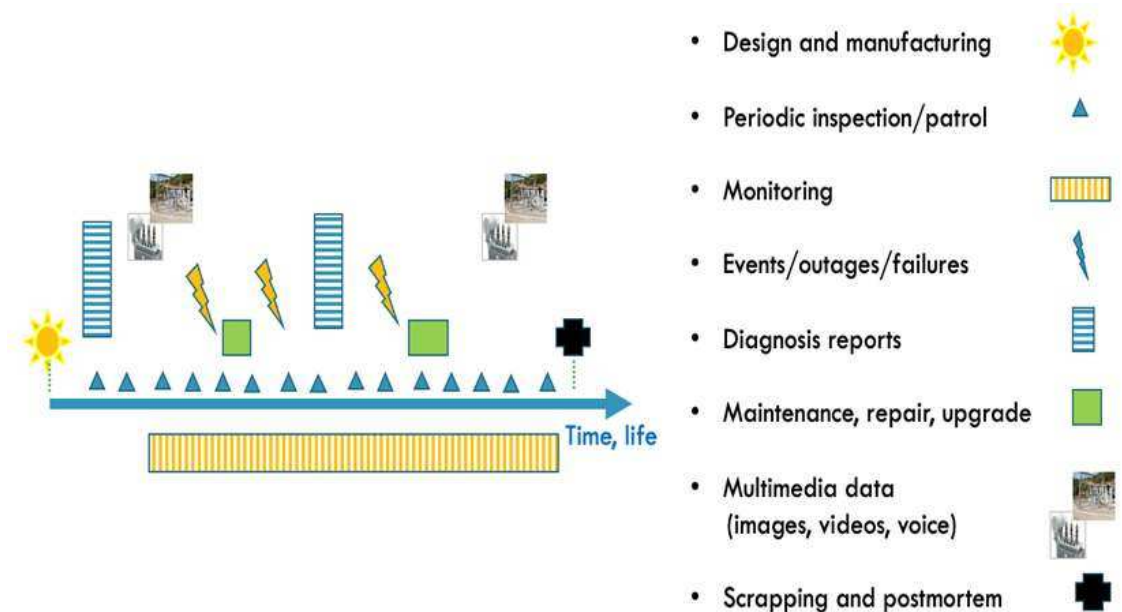 • Design and manufacturing
• Periodic inspection/patrol
• Monitoring
• Events/outages/failures
• Diagnosis reports
Time, life
• Maintenance, repair, upgrade
• Multimedia data
(images, videos, voice)
• Scrapping and postmortem